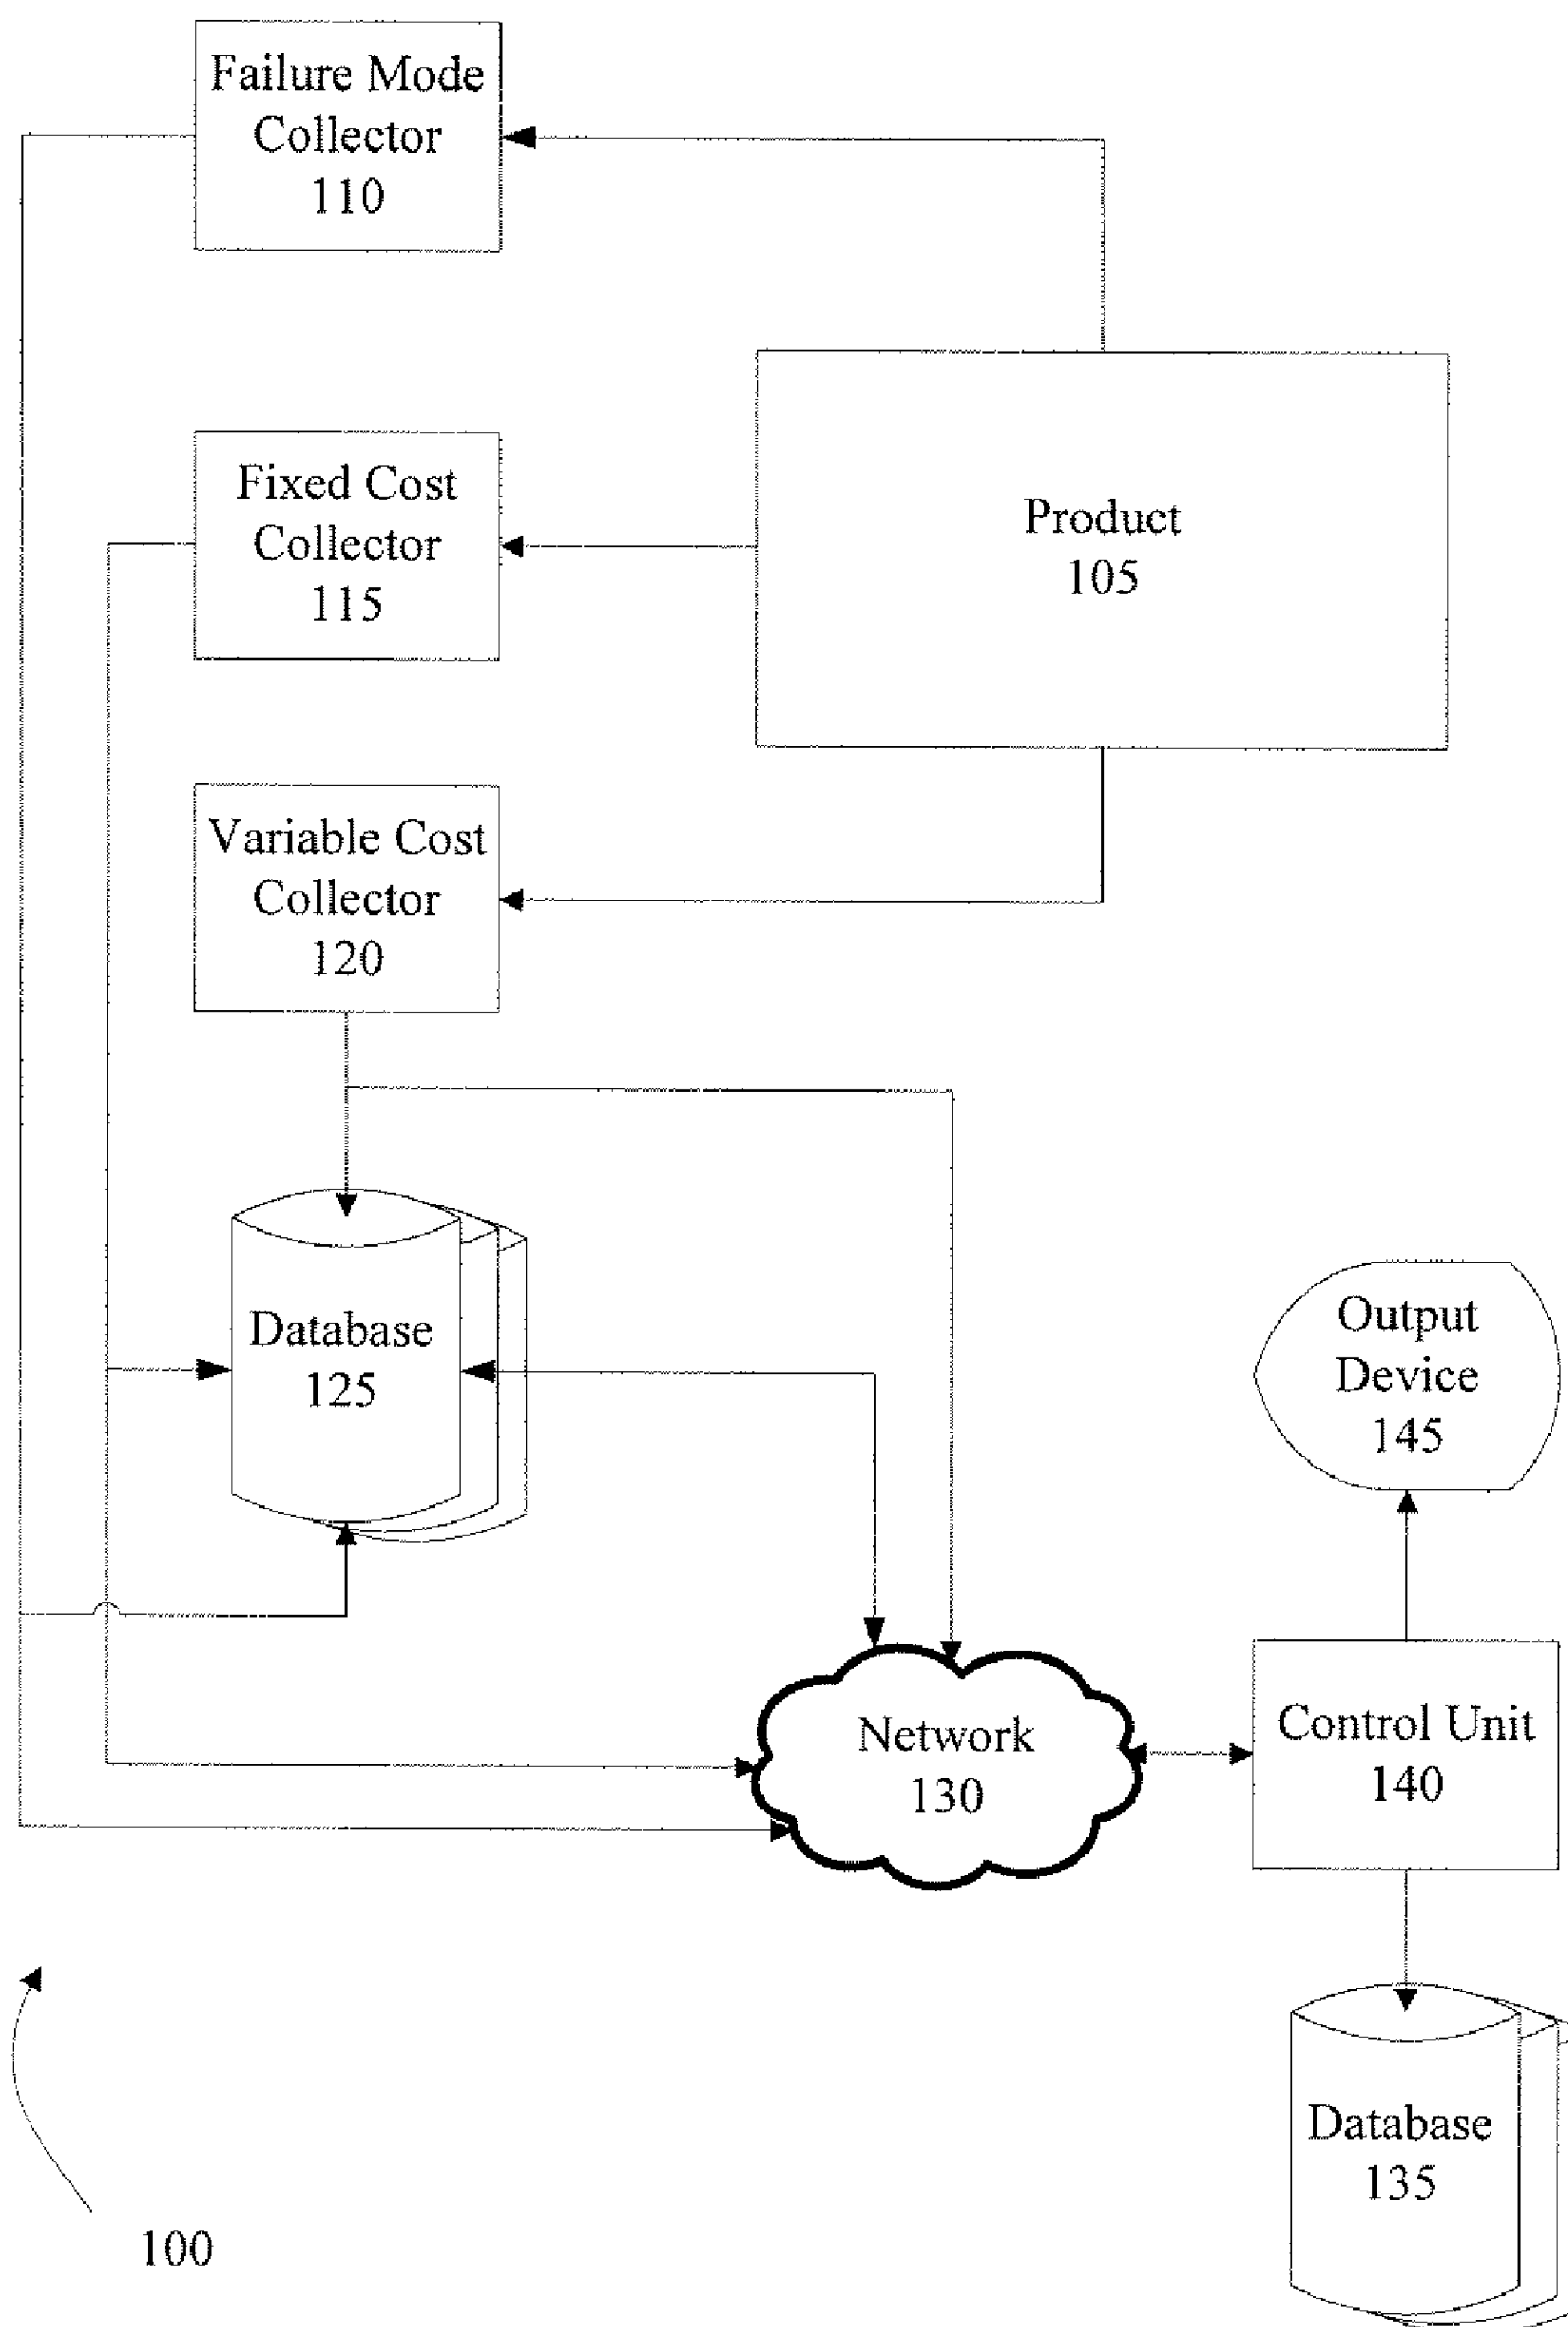 Failure Mode
Collector
110
Fixed Cost
Collector
115
Product
105
Variable Cost
Collector
120
Database
125
Output
Device
145
Network
130
Control Unit
140
Database
135
100